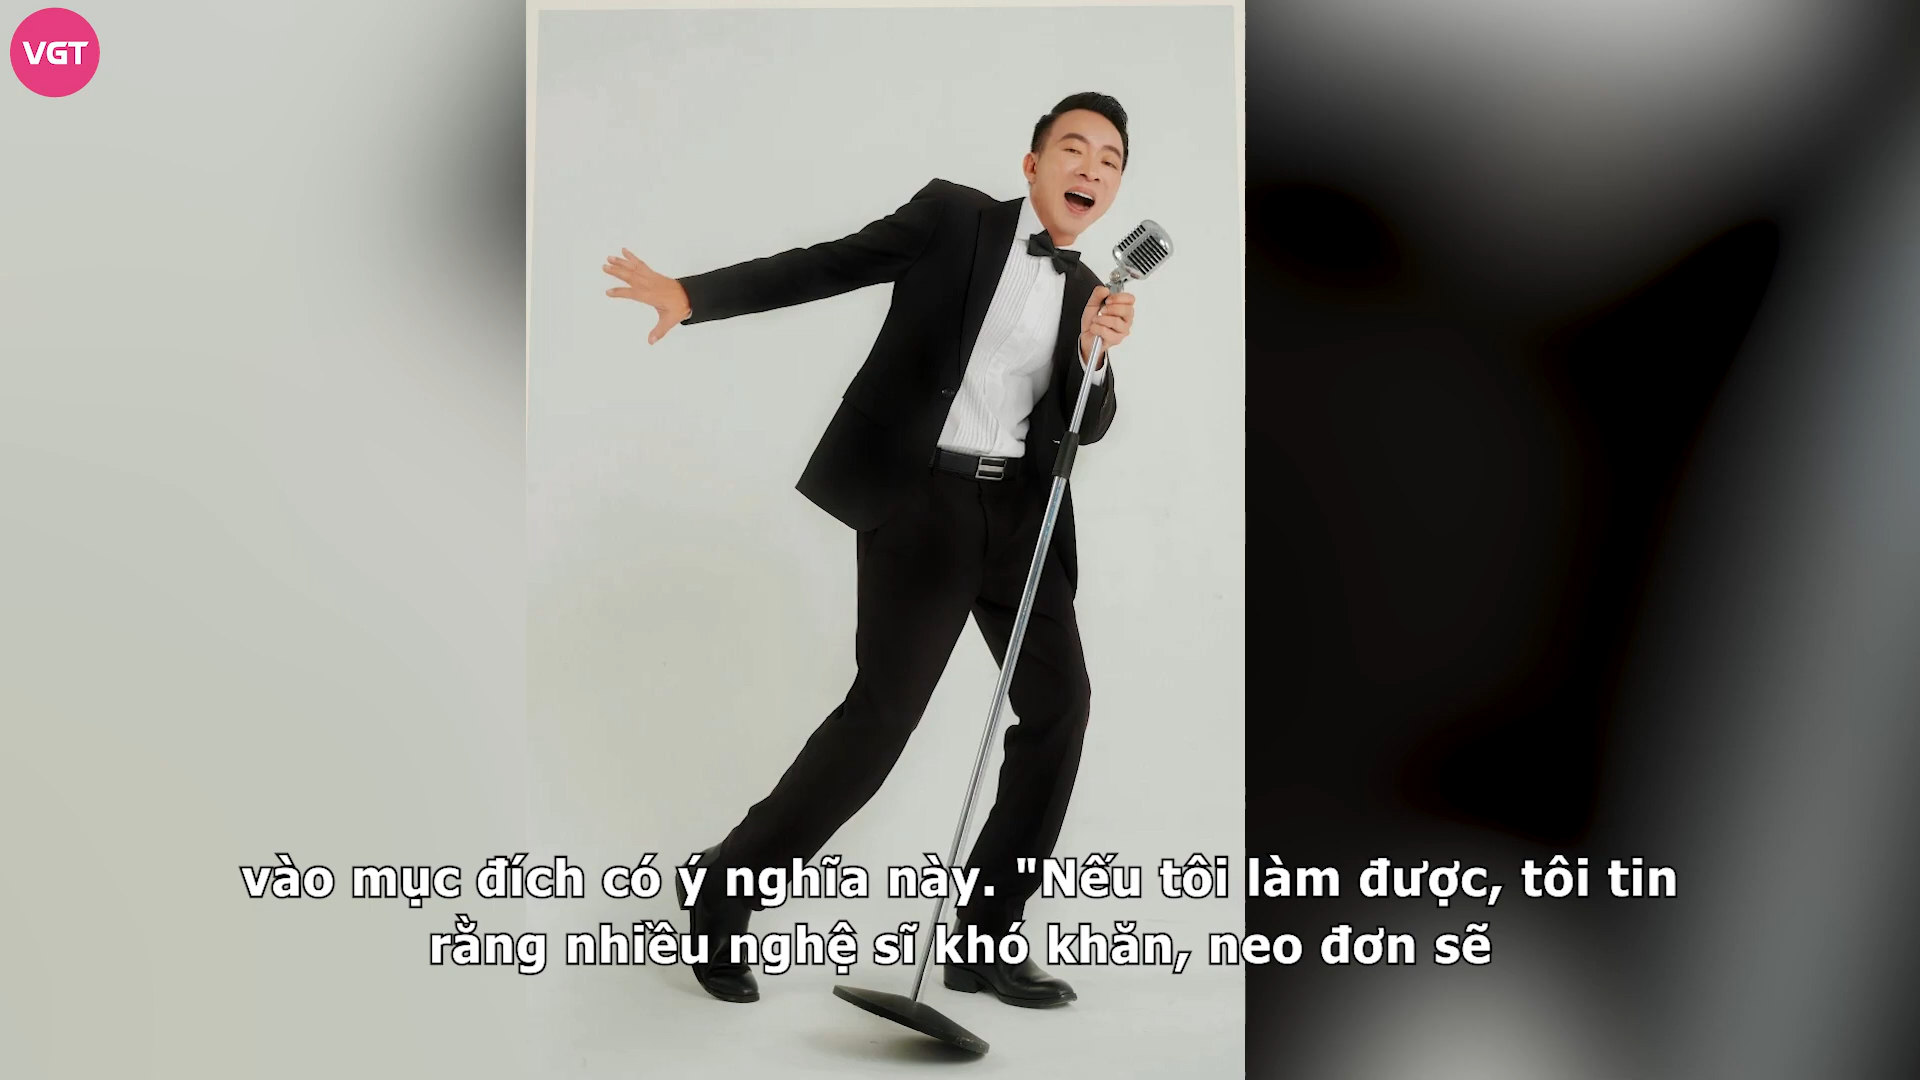 VGT
vào mục đích có ý nghĩa này. "Nếu tôi làm được, tôi tin
rằng nhiều nghệ sĩ khó khăn, neo đơn sẽ